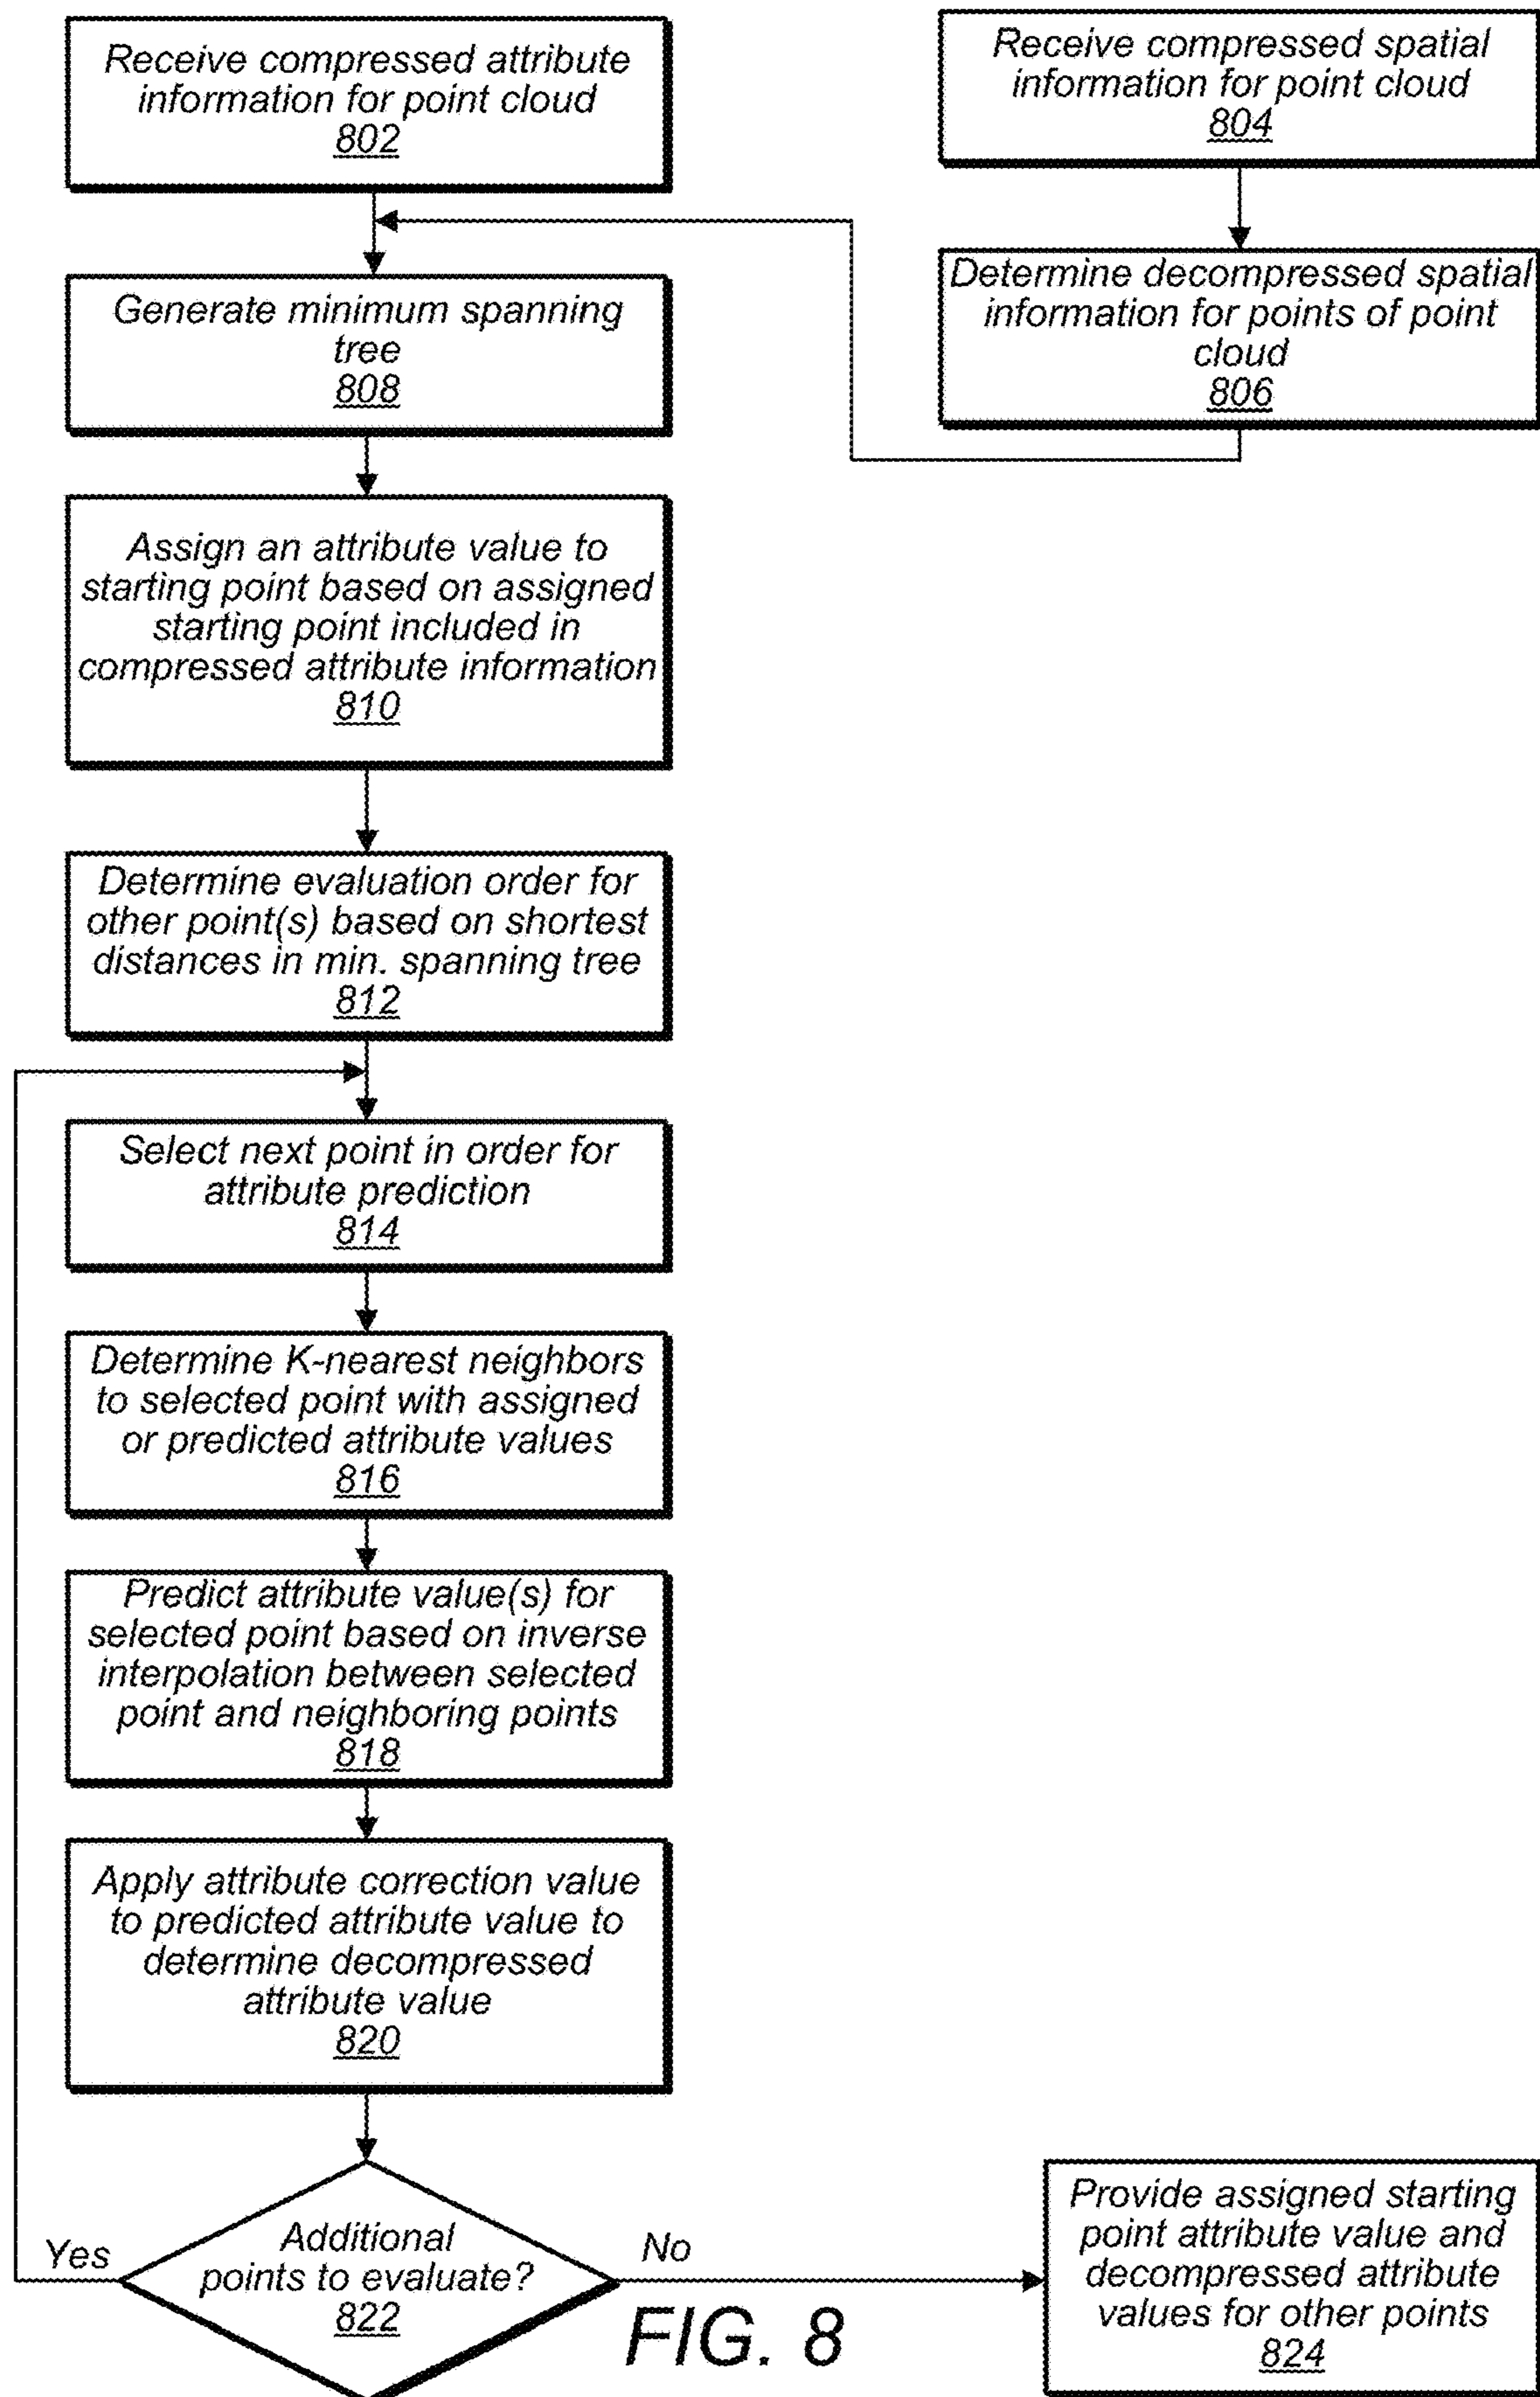 Receive compressed attribute
information for point cloud
802
Receive compressed spatial
information for point cloud
804
Determine decompressed spatial
information for points of point
cloud
806
Generate minimum spanning
tree
808
Assign an attribute value to
starting point based on assigned
starting point included in
compressed attribute information
810
Determine evaluation order for
other point(s) based on shortest
distances in min. spanning tree
812
Select next point in order for
attribute prediction
814
Determine K-nearest neighbors
to selected point with assigned
or predicted attribute values
816
Predict attribute value(s) for
selected point based on inverse
interpolation between selected
point and neighboring points
818
Apply attribute correction value
to predicted attribute value to
determine decompressed
attribute value
820
Additional
points to evaluate?
822
Yes
No
Provide assigned starting
point attribute value and
decompressed attribute
values for other points
824
FIG. 8